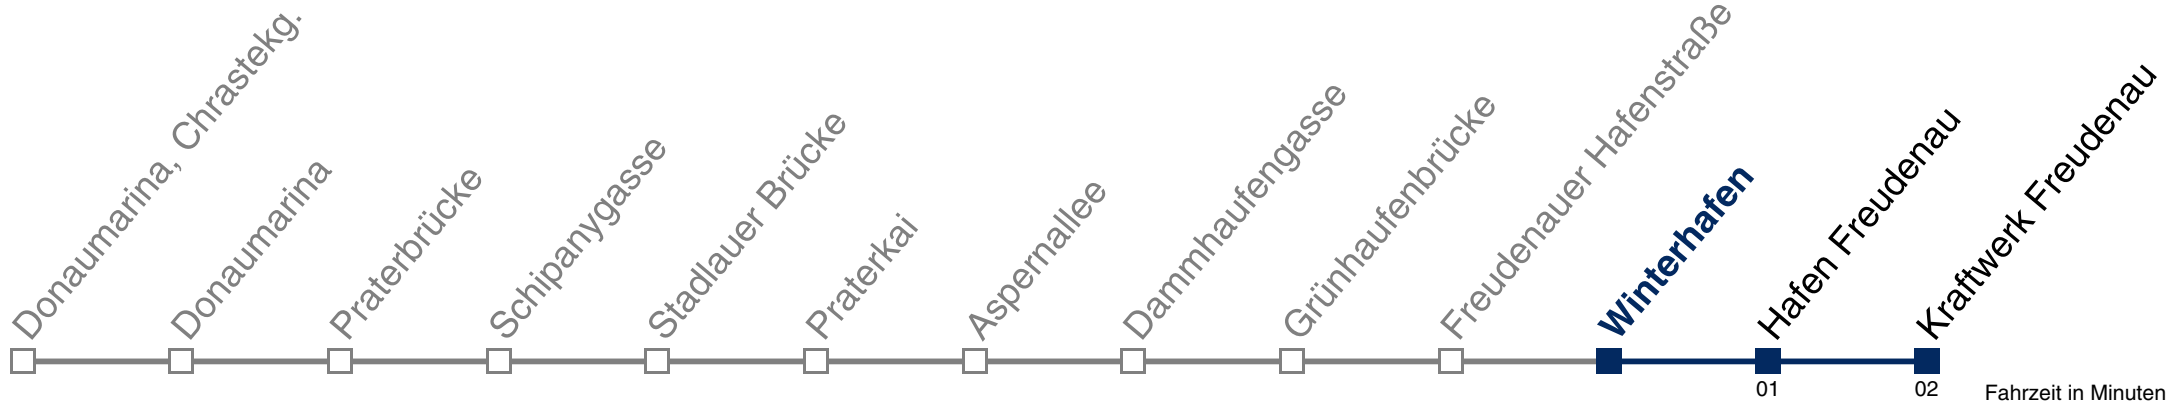 Donaumarina, Chrastekg.
Donaumarina
Praterbrücke
Schipanygasse
Stadlauer Brücke
Praterkai
Aspernallee
Dammhaufengasse
Grünhaufenbrücke
Freudenauer Hafenstraße
Winterhafen
Hafen Freudenau
Kraftwerk Freudenau
01
02
Fahrzeit in Minuten